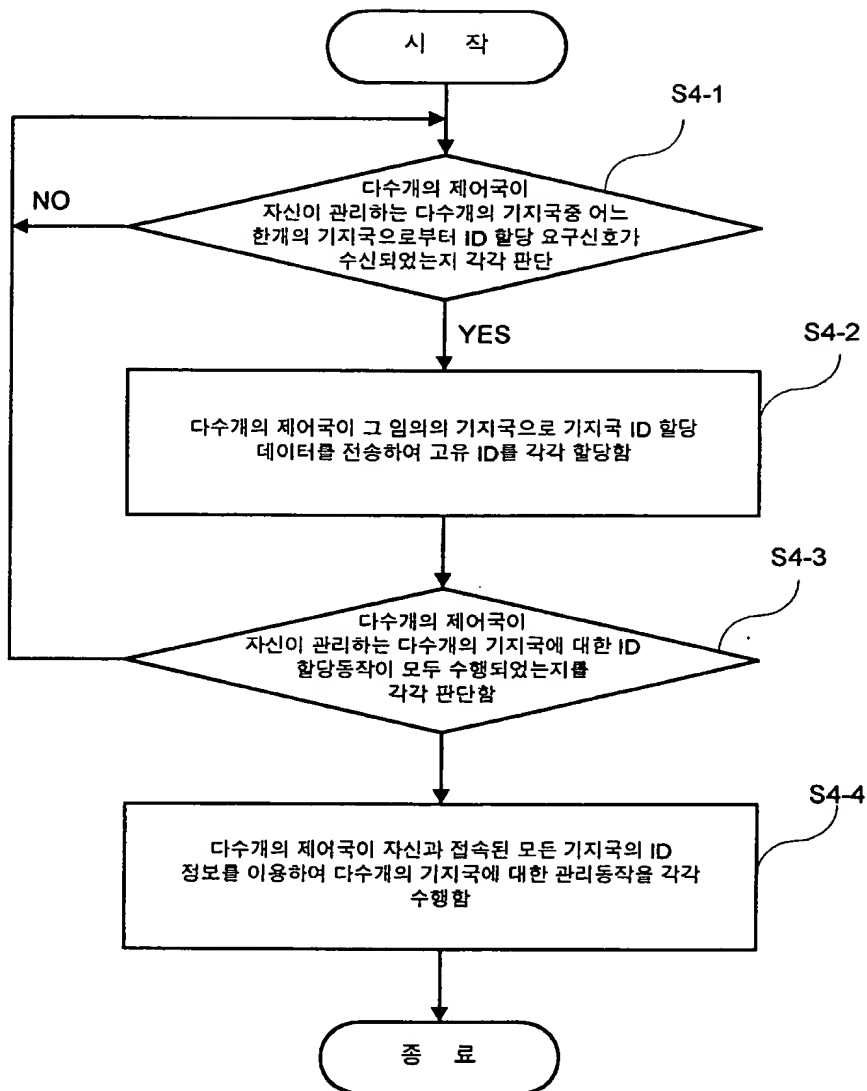 시 작
S4-1
다수개의 제어국이
자신이 관리하는 다수개의 기지국중 어느
한개의 기지국으로부터 ID 할당 요구신호가
수신되었는지 각각 판단
NO
YES
S4-2
다수개의 제어국이 그 임의의 기지국으로 기지국 ID 할당
데이터를 전송하여 고유 ID를 각각 할당함
S4-3
다수개의 제어국이
자신이 관리하는 다수개의 기지국에 대한 ID
할당동작이 모두 수행되었는지를
각각 판단함
S4-4
다수개의 제어국이 자신과 접속된 모든 기지국의 ID
정보를 이용하여 다수개의 기지국에 대한 관리동작을 각각
수행함
종 료